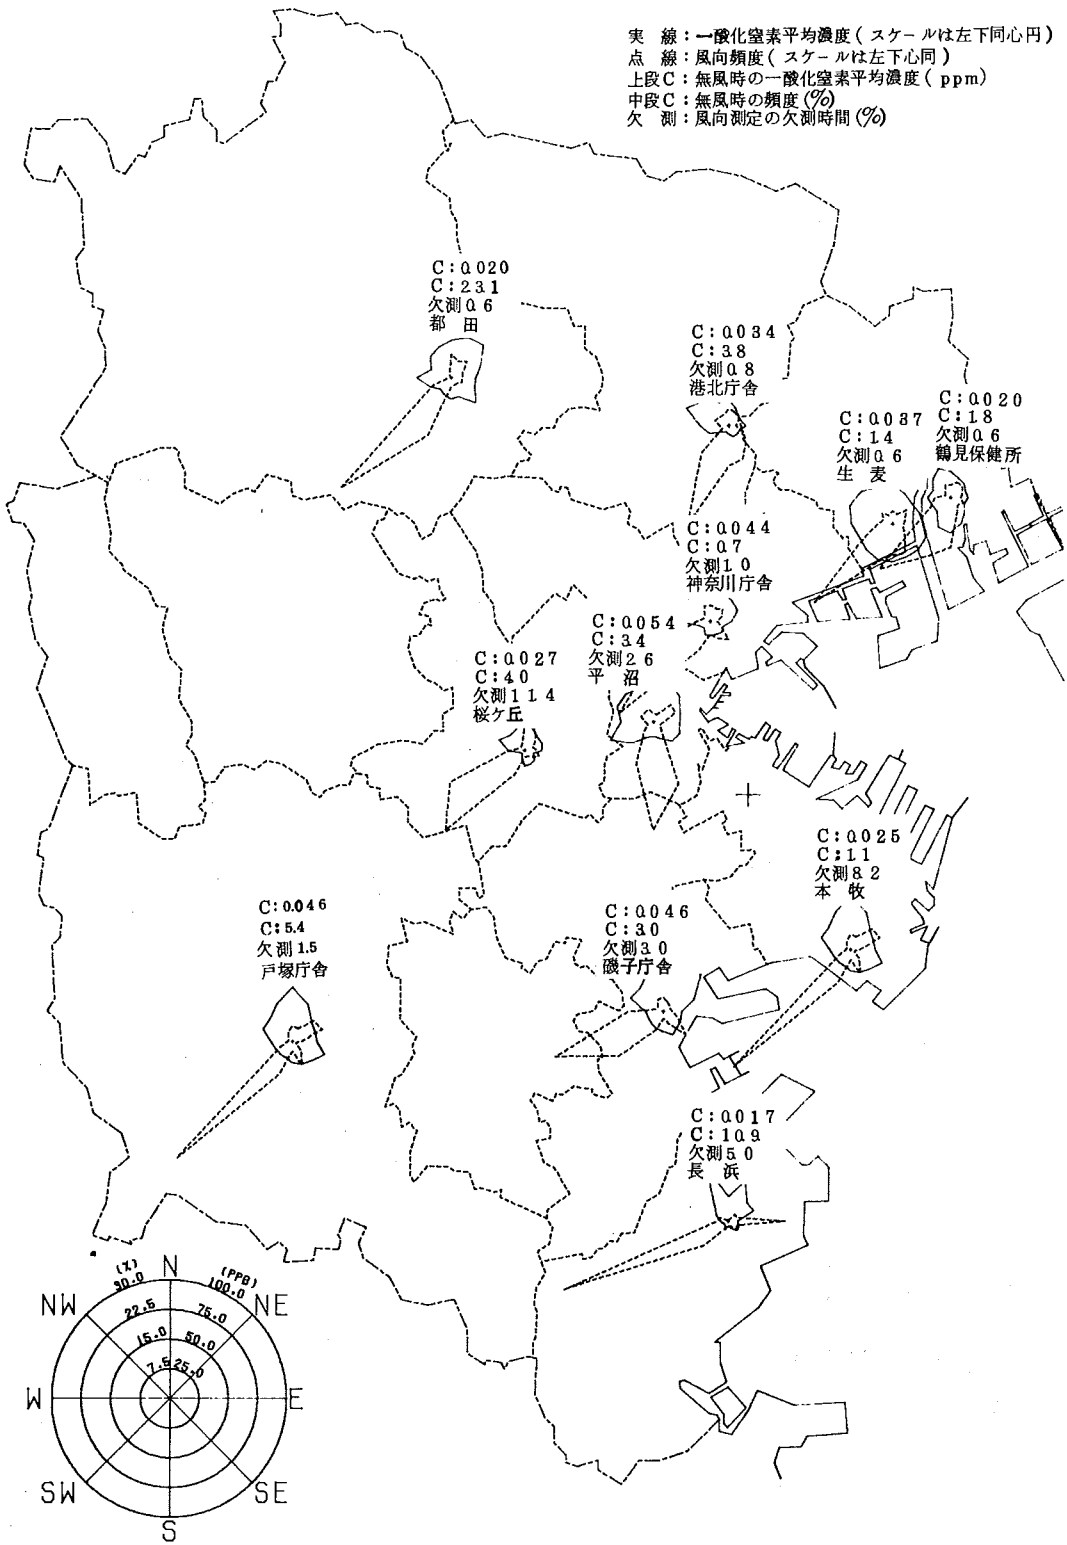 実 線：一酸化窒素平均濃度（スケールは左下同心円）
点 線：風向頻度（スケールは左下心同）
上段C：無風時の一酸化窒素平均濃度（ppm）
中段C：無風時の頻度（%）
欠 測：風向測定の欠測時間（%）
C:0.020
C:23.1
欠測0.6
都 田
C:0.034
C:3.8
欠測0.8
港北庁舎
C:0.037
C:1.4
欠測0.6
生 麦
C:0.020
C:1.8
欠測0.6
鶴見保健所
C:0.044
C:0.7
欠測1.0
神奈川庁舎
C:0.054
C:3.4
欠測2.6
平 沼
C:0.027
C:4.0
欠測11.4
桜ケ丘
C:0.025
C:1.1
欠測8.2
本 牧
C:0.046
C:5.4
欠測1.5
戸塚庁舎
C:0.046
C:3.0
欠測3.0
磯子庁舎
C:0.017
C:10.9
欠測5.0
長 浜
(%) N (PPB)
30.0 100.0
NW NE
22.5 75.0
15.0 50.0
7.5 25.0
W E
SW SE
S